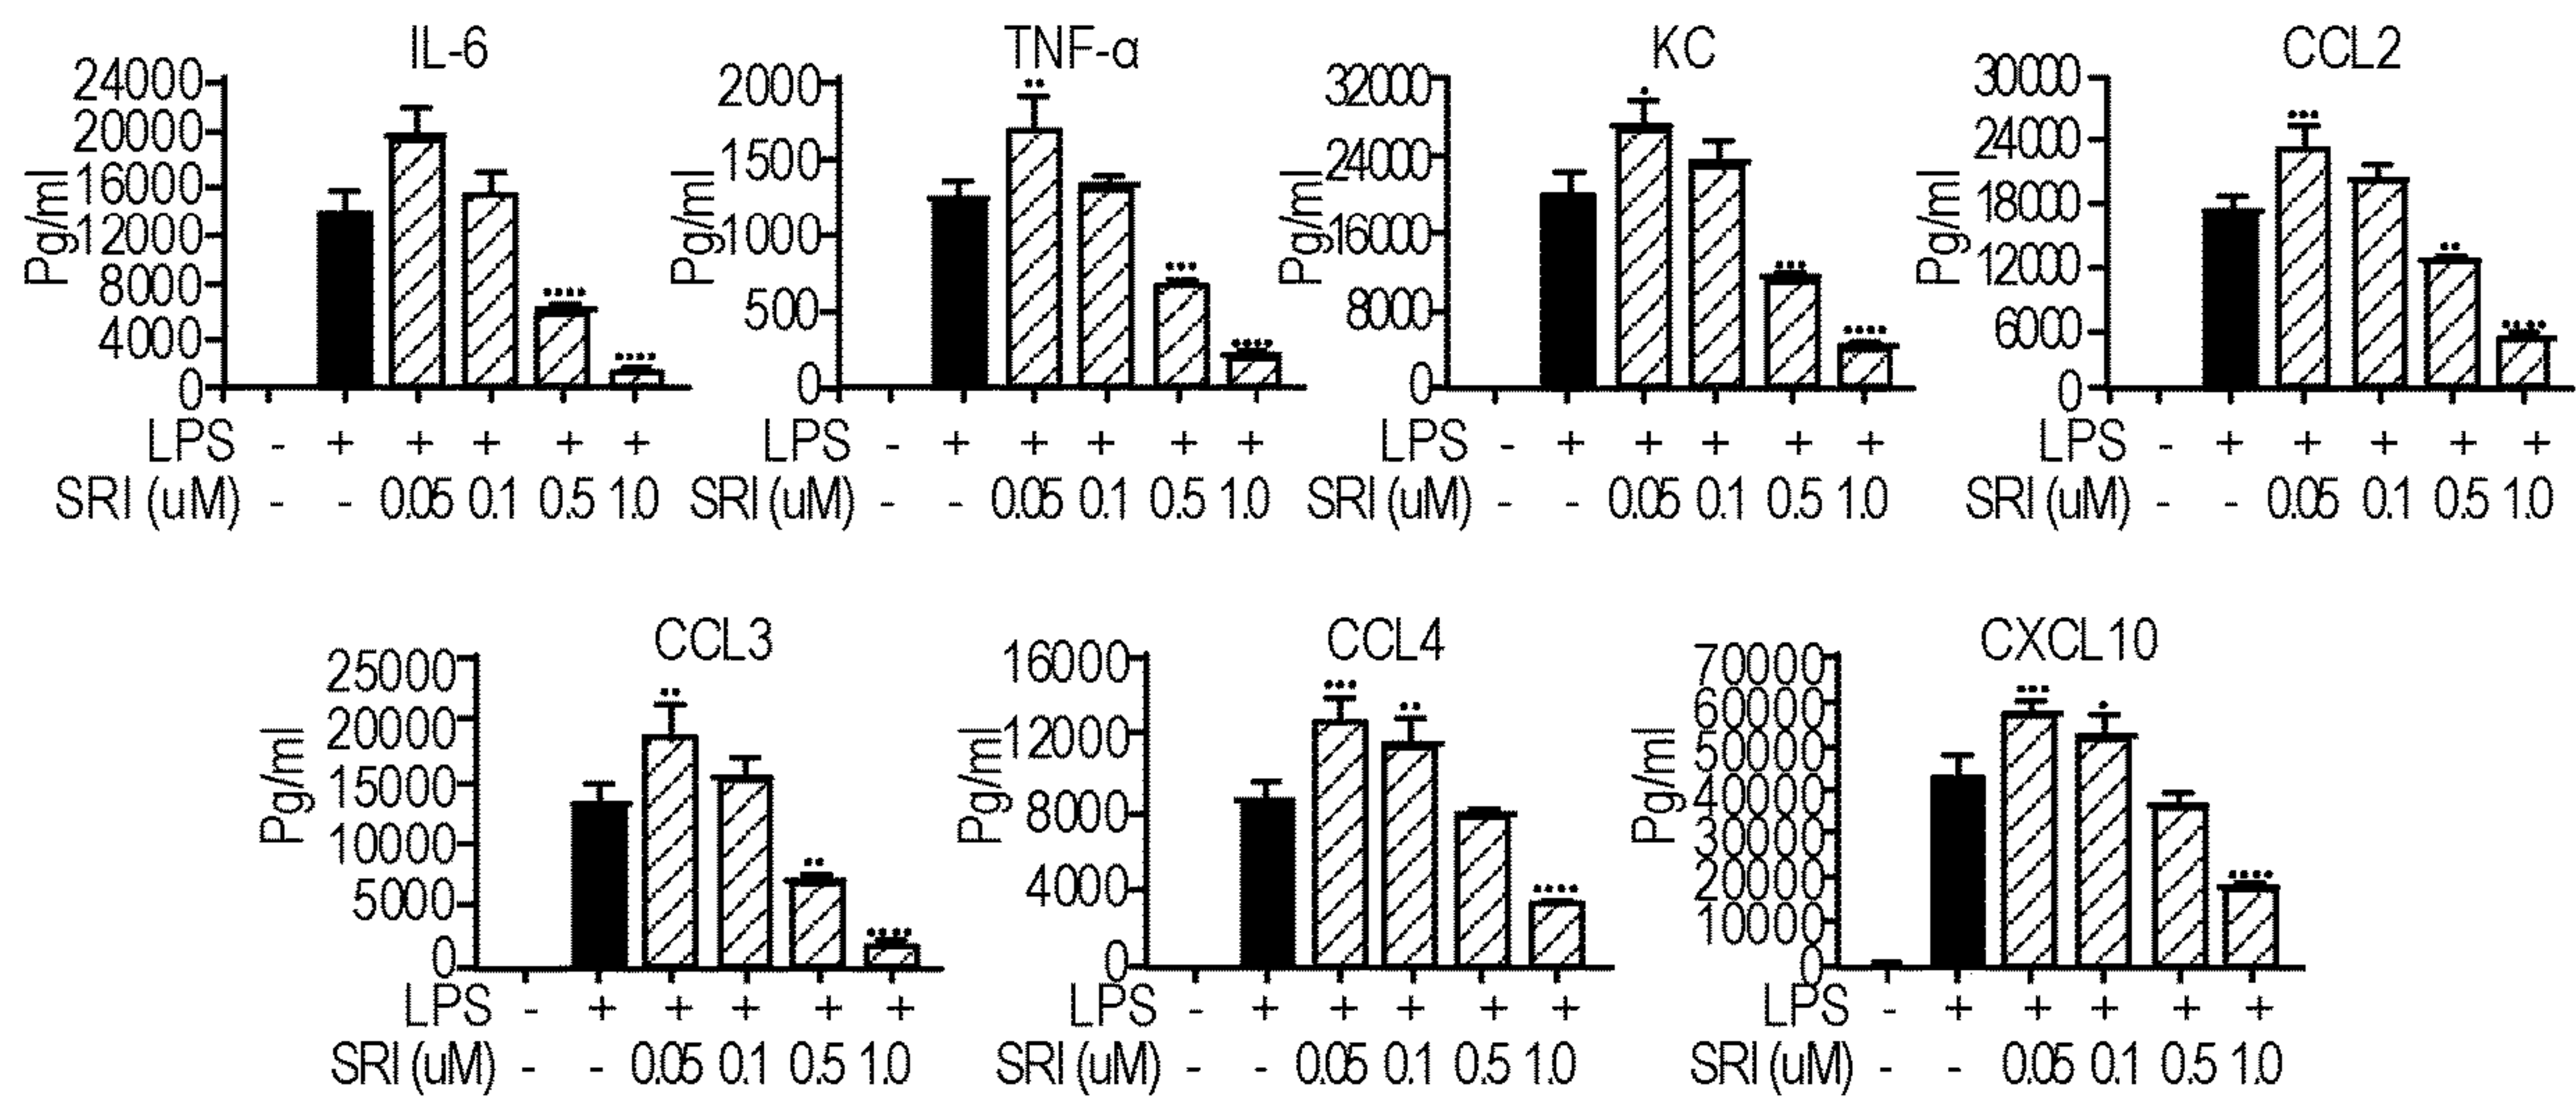 IL-6
24000
20000
16000
12000
8000
4000
0
Pg/ml
****
****
LPS - + + + + +
SRI (uM) - - 0.05 0.1 0.5 1.0
TNF-α
2000
1500
1000
500
0
Pg/ml
**
***
****
LPS - + + + + +
SRI (uM) - - 0.05 0.1 0.5 1.0
KC
32000
24000
16000
8000
0
Pg/ml
*
***
****
LPS - + + + + +
SRI (uM) - - 0.05 0.1 0.5 1.0
CCL2
30000
24000
18000
12000
6000
0
Pg/ml
***
**
****
LPS - + + + + +
SRI (uM) - - 0.05 0.1 0.5 1.0
CCL3
25000
20000
15000
10000
5000
0
Pg/ml
**
**
****
LPS - + + + + +
SRI (uM) - - 0.05 0.1 0.5 1.0
CCL4
16000
12000
8000
4000
0
Pg/ml
***
**
****
LPS - + + + + +
SRI (uM) - - 0.05 0.1 0.5 1.0
CXCL10
70000
60000
50000
40000
30000
20000
10000
0
Pg/ml
***
*
****
LPS - + + + + +
SRI (uM) - - 0.05 0.1 0.5 1.0